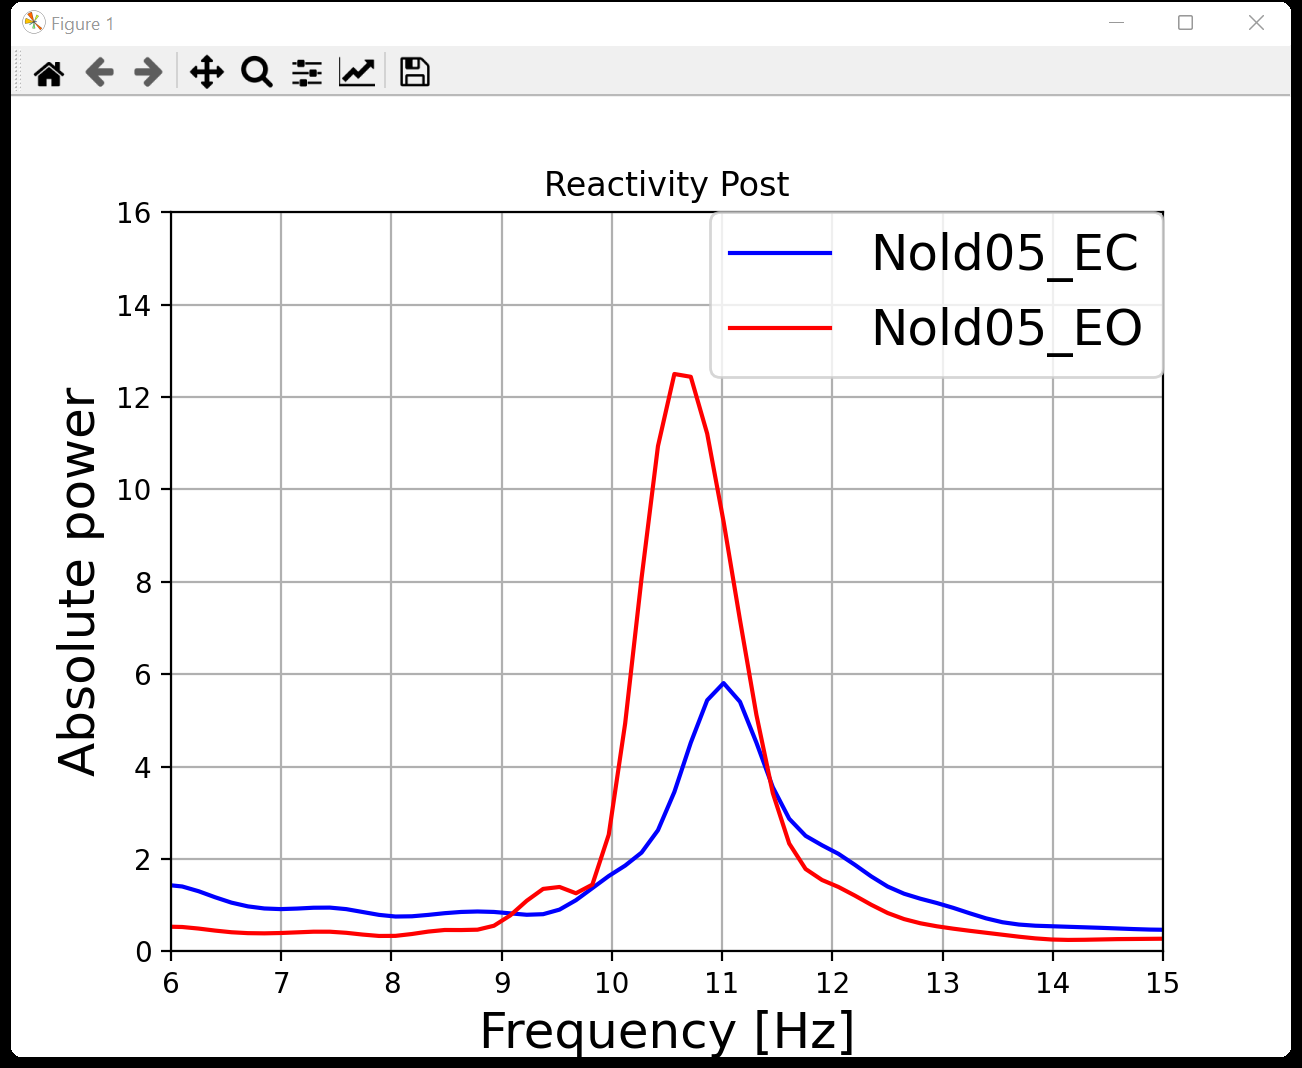 Figure 1
Reactivity Post
Nold05_EC
Nold05_EO
16
14
12
10
8
6
4
2
0
Absolute power
6 7 8 9 10 11 12 13 14 15
Frequency [Hz]